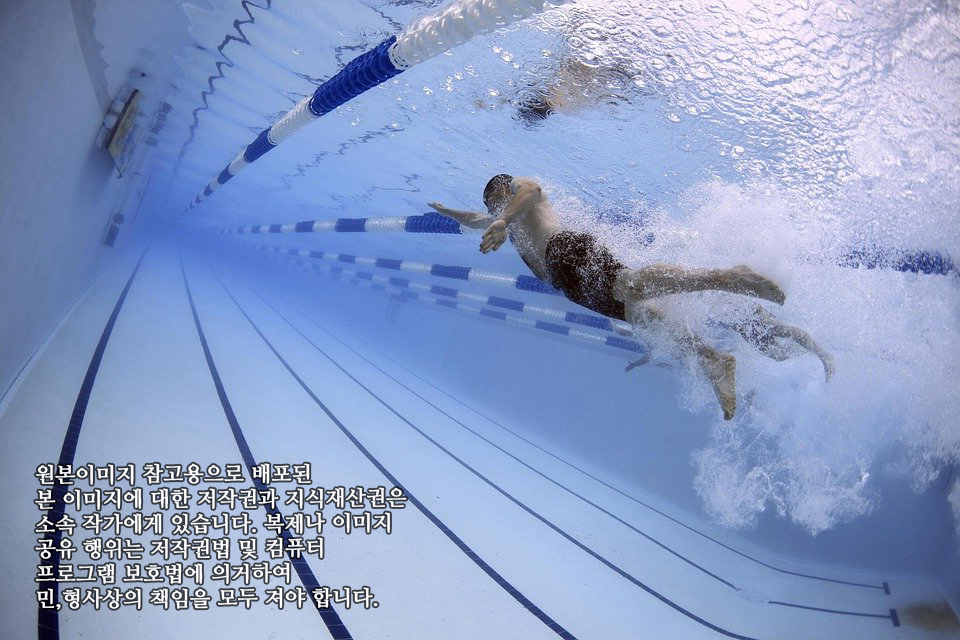 원본이미지 참고용으로 배포된
본 이미지에 대한 저작권과 지식재산권은
소속 작가에게 있습니다. 복제나 이미지
공유 행위는 저작권법 및 컴퓨터
프로그램 보호법에 의거하여
민,형사상의 책임을 모두 져야 합니다.